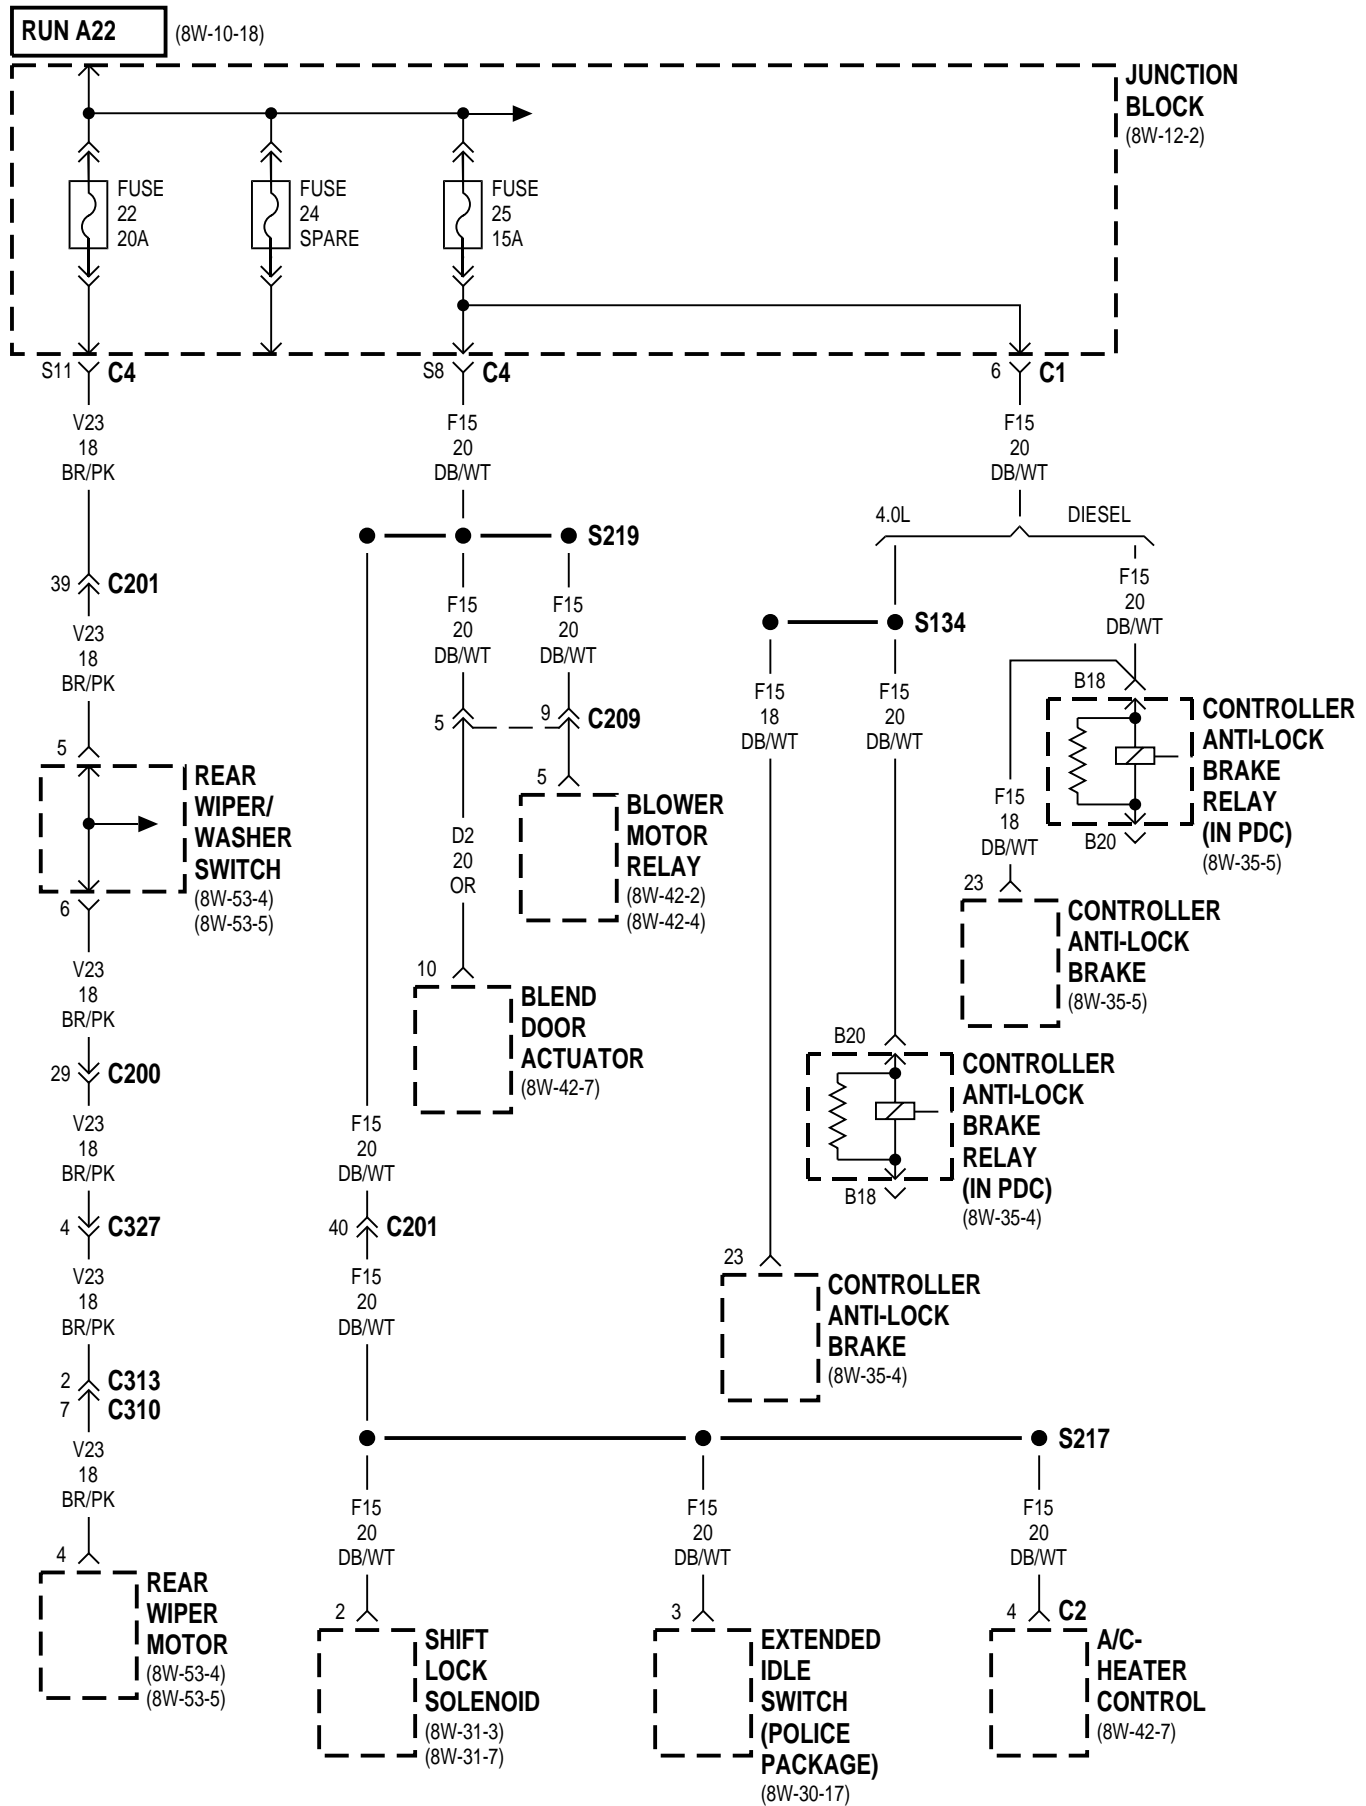 RUN A22
(8W-10-18)
JUNCTION
BLOCK
(8W-12-2)
FUSE
22
20A
FUSE
24
SPARE
FUSE
25
15A
S11
C4
S8
C4
6
C1
V23
18
BR/PK
F15
20
DB/WT
F15
20
DB/WT
4.0L
DIESEL
S219
39
C201
F15
20
DB/WT
F15
20
DB/WT
F15
20
DB/WT
S134
V23
18
BR/PK
F15
18
DB/WT
F15
20
DB/WT
B18
CONTROLLER
ANTI-LOCK
BRAKE
RELAY
(IN PDC)
(8W-35-5)
B20
5
9
C209
5
REAR
WIPER/
WASHER
SWITCH
(8W-53-4)
(8W-53-5)
6
5
BLOWER
MOTOR
RELAY
(8W-42-2)
(8W-42-4)
D2
20
OR
F15
18
DB/WT
23
CONTROLLER
ANTI-LOCK
BRAKE
(8W-35-5)
V23
18
BR/PK
10
BLEND
DOOR
ACTUATOR
(8W-42-7)
29
C200
B20
CONTROLLER
ANTI-LOCK
BRAKE
RELAY
(IN PDC)
(8W-35-4)
B18
V23
18
BR/PK
F15
20
DB/WT
4
C327
40
C201
23
CONTROLLER
ANTI-LOCK
BRAKE
(8W-35-4)
V23
18
BR/PK
F15
20
DB/WT
2
C313
7
C310
S217
V23
18
BR/PK
F15
20
DB/WT
F15
20
DB/WT
F15
20
DB/WT
4
REAR
WIPER
MOTOR
(8W-53-4)
(8W-53-5)
2
SHIFT
LOCK
SOLENOID
(8W-31-3)
(8W-31-7)
3
EXTENDED
IDLE
SWITCH
(POLICE
PACKAGE)
(8W-30-17)
4
C2
A/C-
HEATER
CONTROL
(8W-42-7)